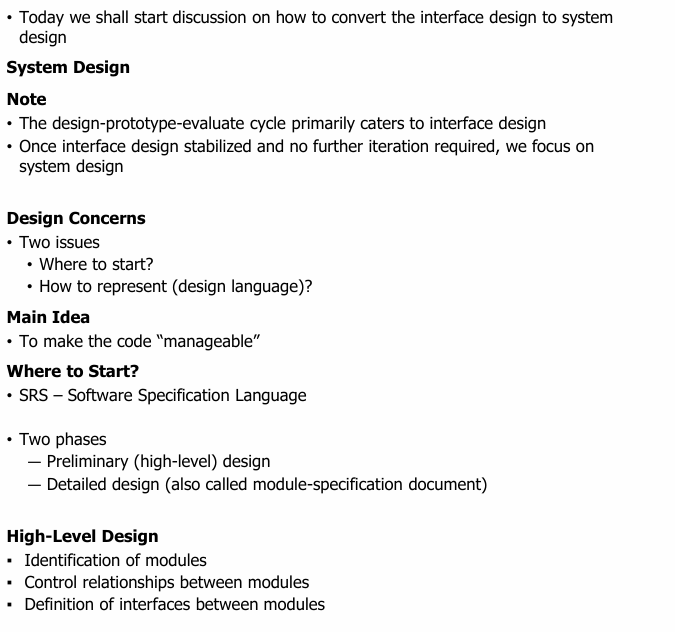 • Today we shall start discussion on how to convert the interface design to system
design
System Design
Note
• The design-prototype-evaluate cycle primarily caters to interface design
• Once interface design stabilized and no further iteration required, we focus on
system design
Design Concerns
• Two issues
• Where to start?
• How to represent (design language)?
Main Idea
• To make the code “manageable”
Where to Start?
• SRS – Software Specification Language
• Two phases
— Preliminary (high-level) design
— Detailed design (also called module-specification document)
High-Level Design
▪ Identification of modules
▪ Control relationships between modules
▪ Definition of interfaces between modules